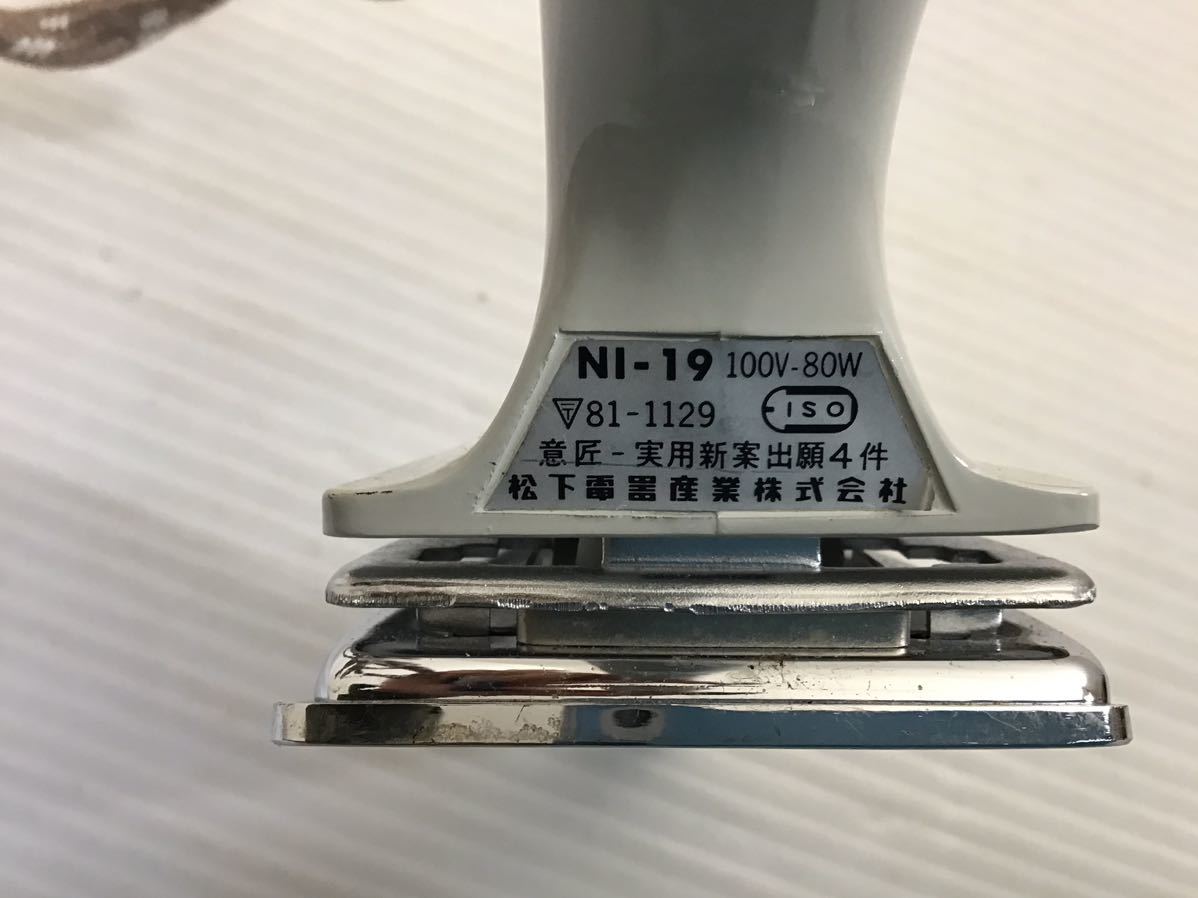 NI-19 100V-80W
〒81-1129 EISO
意匠-実用新案出願4件
松下電器産業株式会社